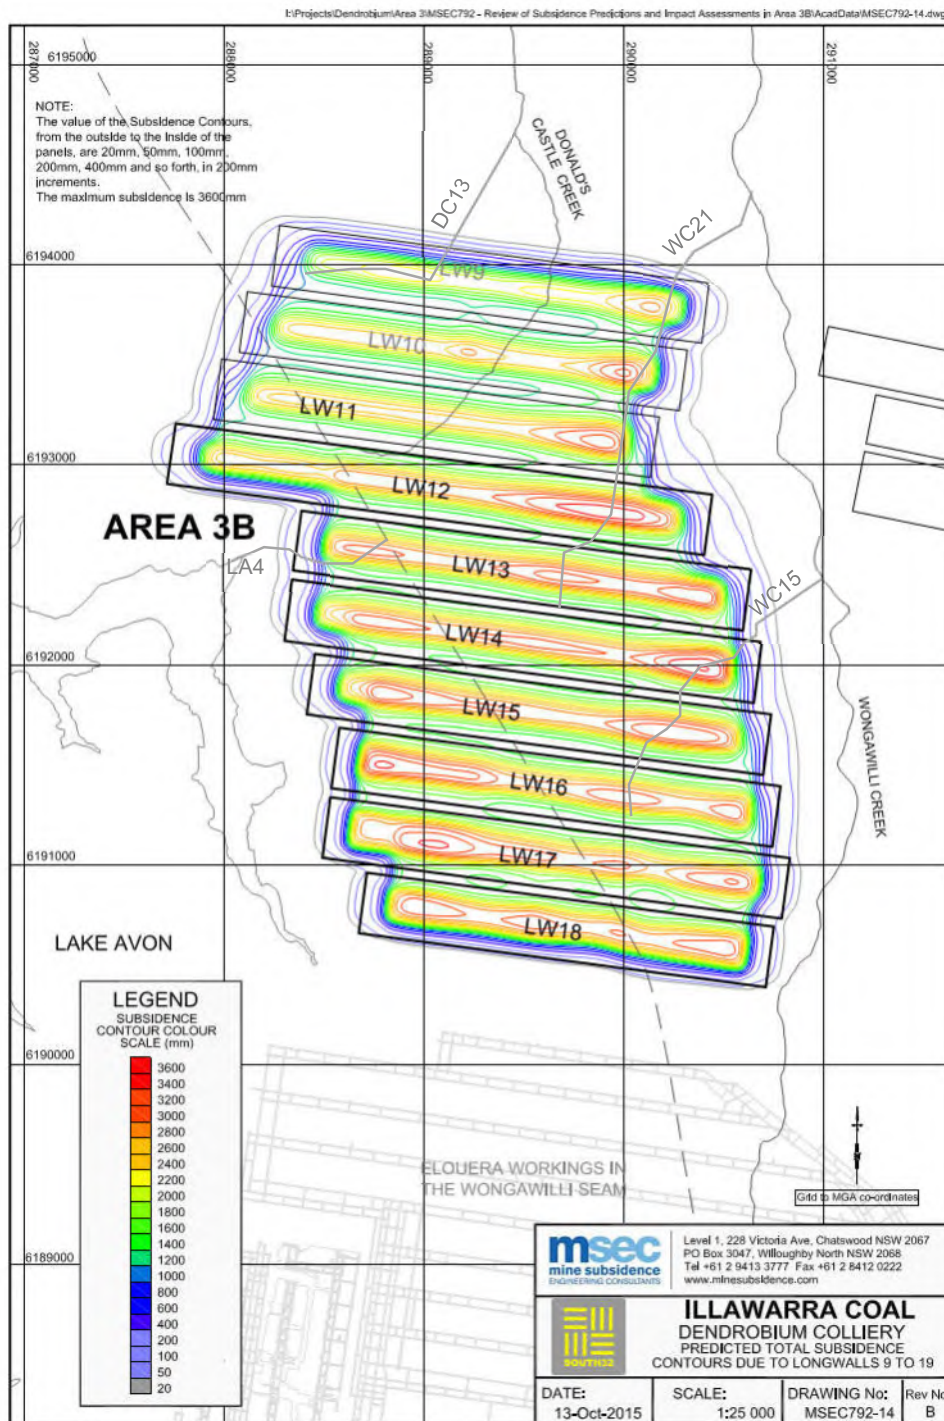 I:\Projects\Dendrobium\Area 3\MSEC792 - Review of Subsidence Predictions and Impact Assessments in Area 3B\AcadData\MSEC792-14.dwg
287000
288000
289000
290000
291000
6195000
NOTE:
The value of the Subsidence Contours,
from the outside to the inside of the
panels, are 20mm, 50mm, 100mm,
200mm, 400mm and so forth, in 200mm
increments.
The maximum subsidence is 3600mm
DONALD'S
CASTLE CREEK
DC13
WC21
6194000
LW9
LW10
LW11
6193000
LW12
AREA 3B
LA4
LW13
WC15
LW14
6192000
LW15
WONGAWILLI CREEK
LW16
LW17
6191000
LW18
LAKE AVON
LEGEND
SUBSIDENCE
CONTOUR COLOUR
SCALE (mm)
3600
3400
3200
3000
2800
2600
2400
2200
2000
1800
1600
1400
1200
1000
800
600
400
200
100
50
20
6190000
ELOUERA WORKINGS IN
THE WONGAWILLI SEAM
Grid to MGA co-ordinates
6189000
msec
mine subsidence
ENGINEERING CONSULTANTS
Level 1, 228 Victoria Ave, Chatswood NSW 2067
PO Box 3047, Willoughby North NSW 2068
Tel +61 2 9413 3777 Fax +61 2 8412 0222
www.minesubsidence.com
SOUTH32
ILLAWARRA COAL
DENDROBIUM COLLIERY
PREDICTED TOTAL SUBSIDENCE
CONTOURS DUE TO LONGWALLS 9 TO 19
DATE:
13-Oct-2015
SCALE:
1:25 000
DRAWING No:
MSEC792-14
Rev No
B